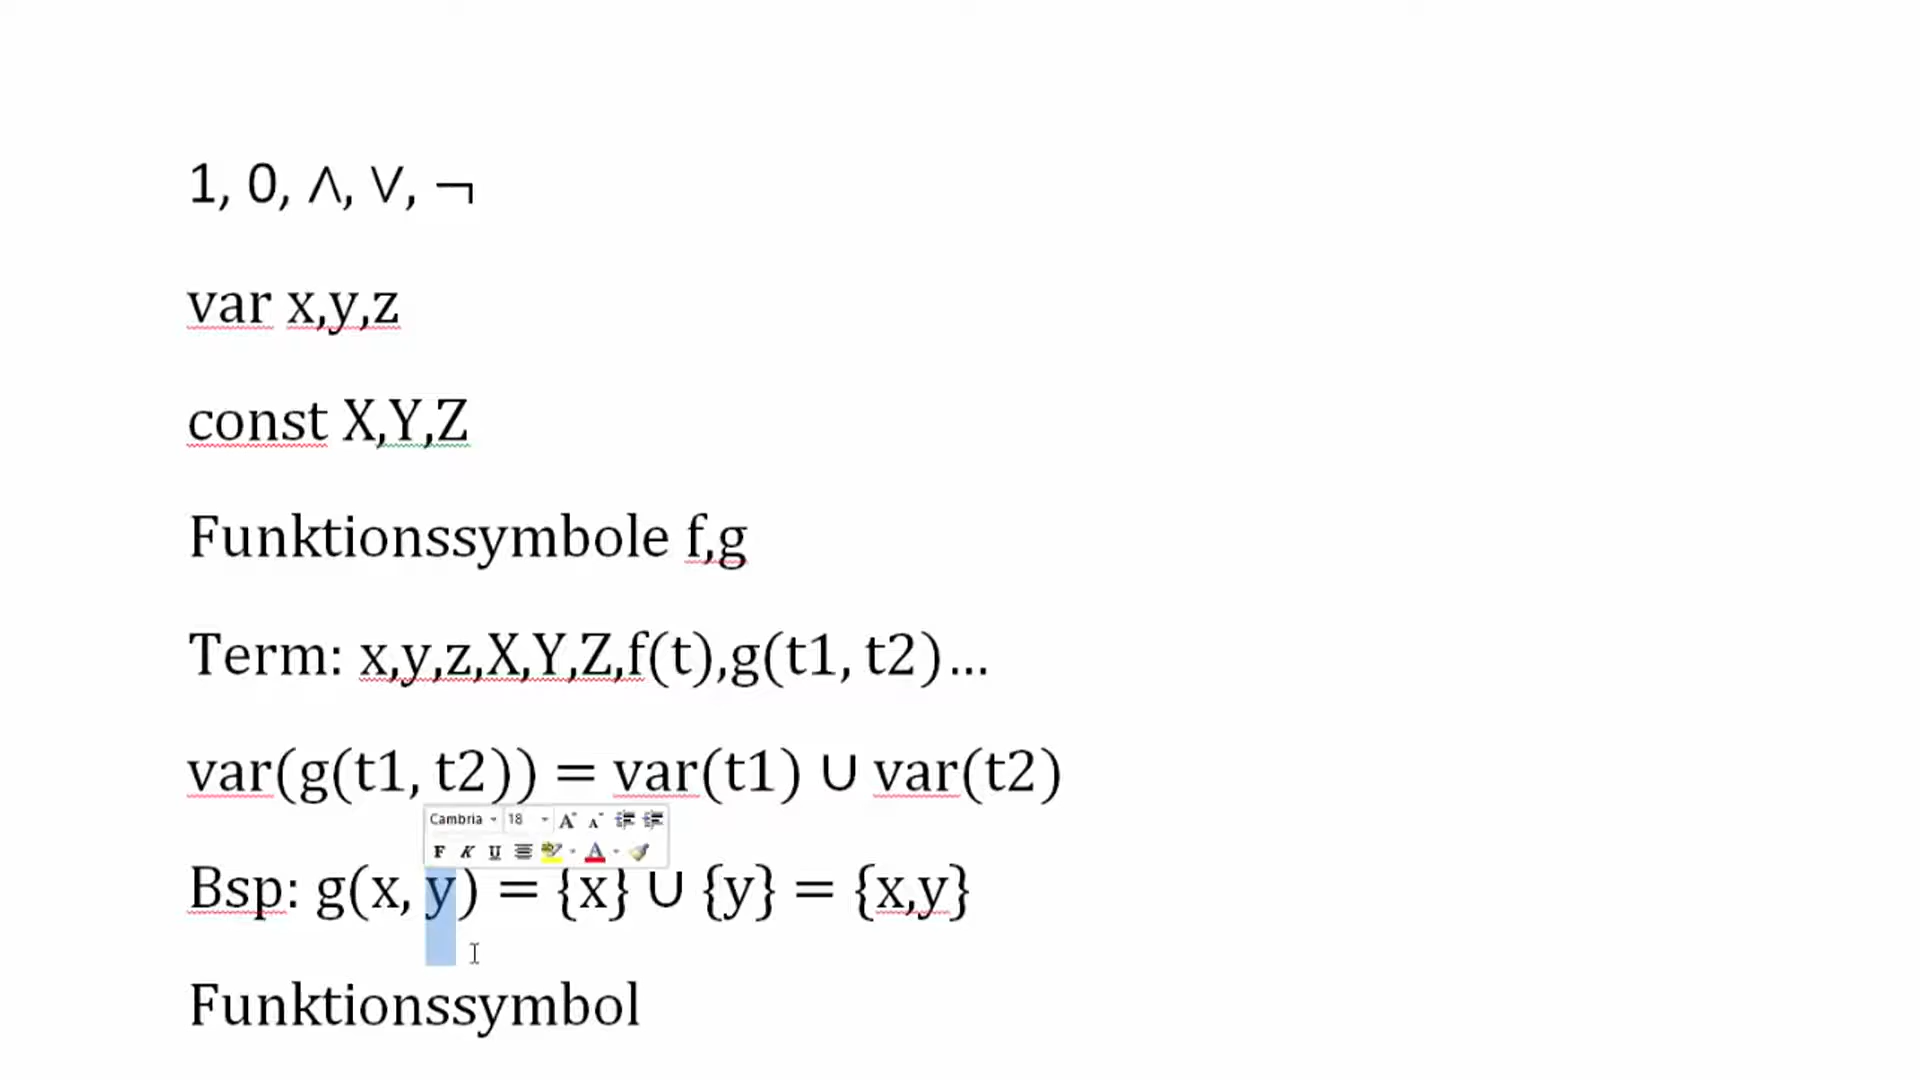 1, 0, ∧, ∨, ¬
var x,y,z
const X,Y,Z
Funktionssymbole f,g
Term: x,y,z,X,Y,Z,f(t),g(t1, t2)...
var(g(t1, t2)) = var(t1) ∪ var(t2)
Cambria 18 A A
F K U A
Bsp: g(x, y) = {x} ∪ {y} = {x,y}
Funktionssymbol